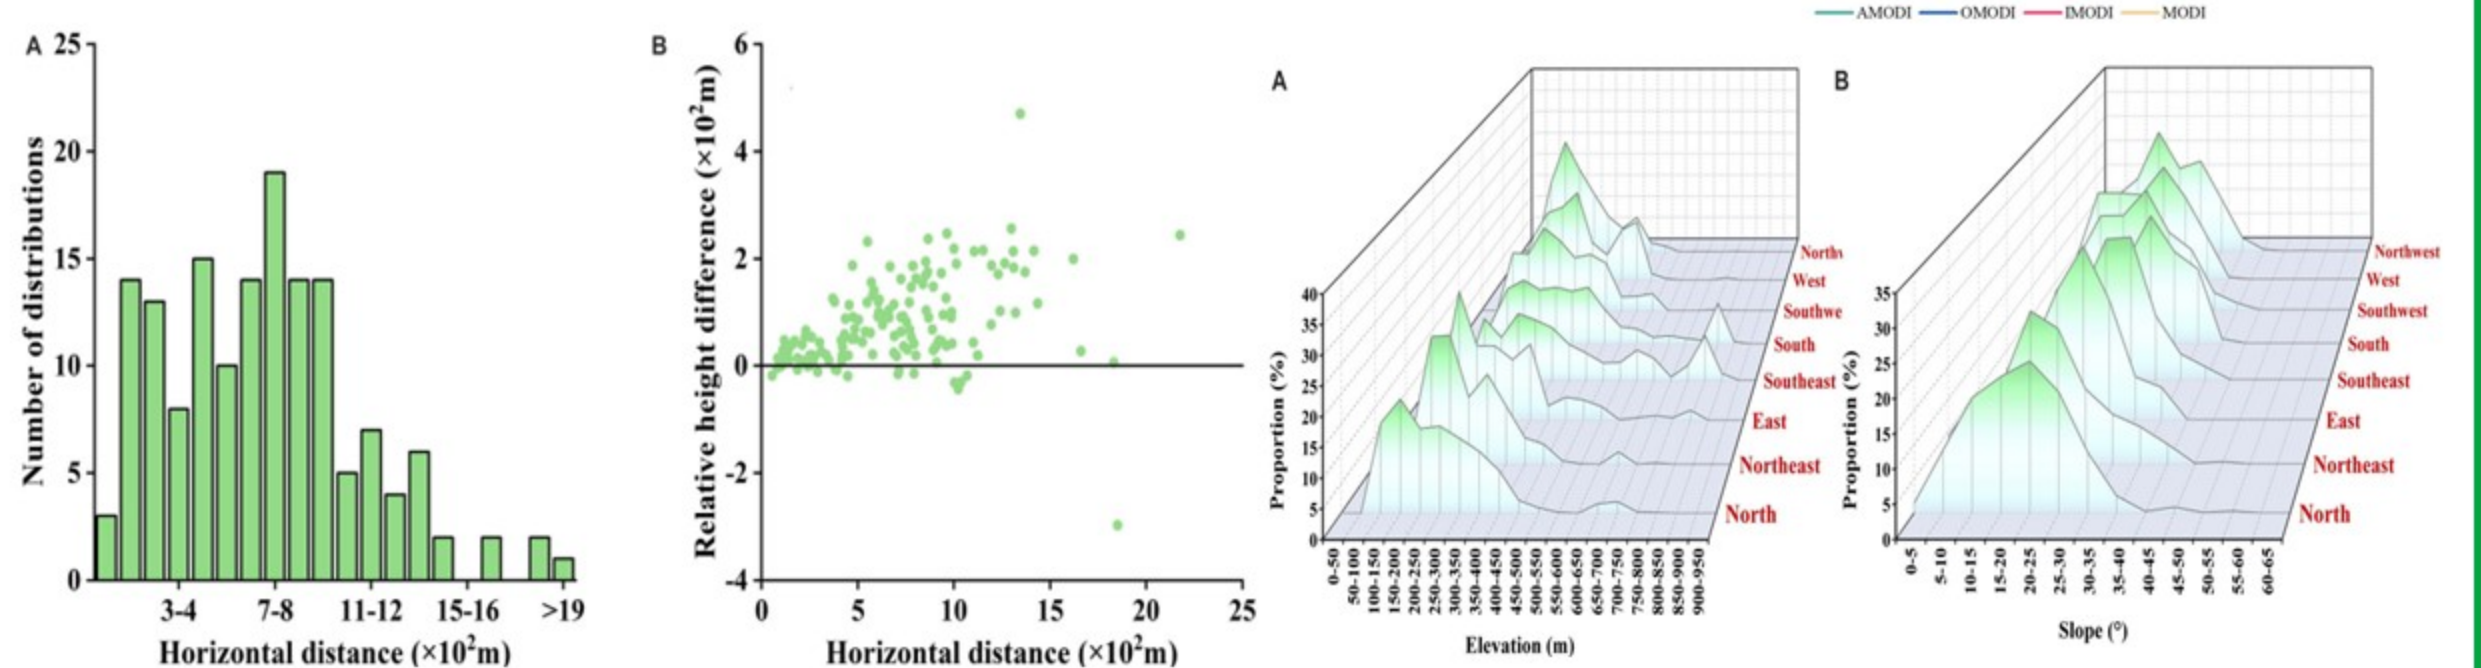 AMODI OMODI IMODI MODI
A
25
20
15
10
5
0
Number of distributions
3-4 7-8 11-12 15-16 >19
Horizontal distance (×10²m)
B
6
4
2
0
-2
-4
Relative height difference (×10²m)
0 5 10 15 20 25
Horizontal distance (×10²m)
A
40
35
30
25
20
15
10
5
0
Proportion (%)
0-50 50-100 100-150 150-200 200-250 250-300 300-350 350-400 400-450 450-500 500-550 550-600 600-650 650-700 700-750 750-800 800-850 850-900 900-950
Elevation (m)
Northv
West
Southwe
South
Southeast
East
Northeast
North
B
35
30
25
20
15
10
5
0
Proportion (%)
0-5 5-10 10-15 15-20 20-25 25-30 30-35 35-40 40-45 45-50 50-55 55-60 60-65
Slope (°)
Northwest
West
Southwest
South
Southeast
East
Northeast
North